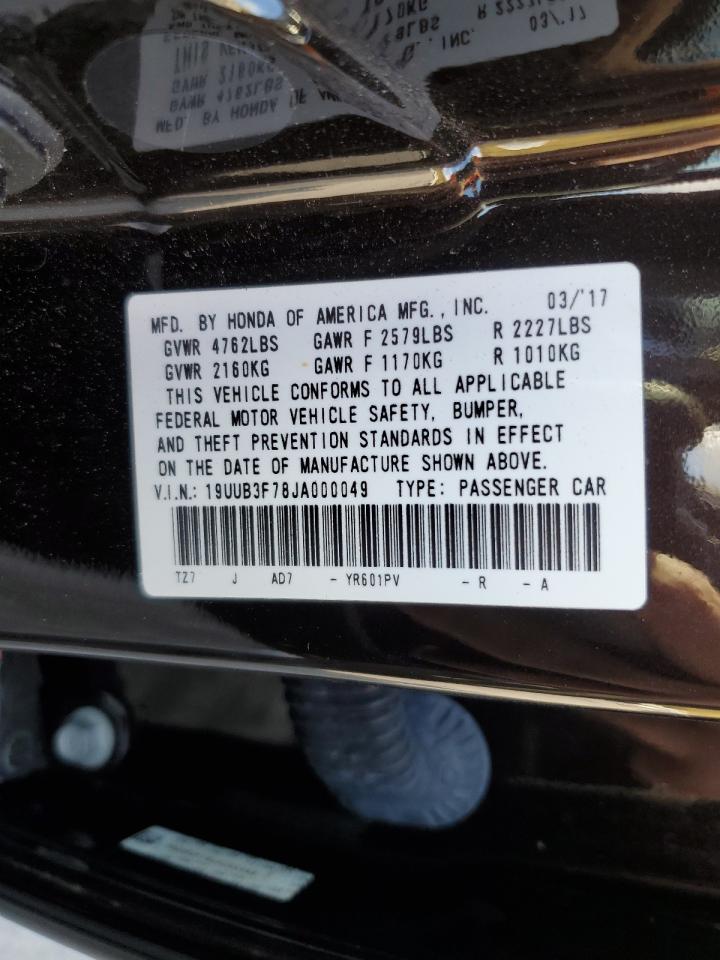 MFD. BY HONDA OF AMERICA MFG., INC. 03/'17
GVWR 4762LBS GAWR F 2579LBS R 2227LBS
GVWR 2160KG GAWR F 1170KG R 1010KG
THIS VEHICLE CONFORMS TO ALL APPLICABLE
FEDERAL MOTOR VEHICLE SAFETY, BUMPER,
AND THEFT PREVENTION STANDARDS IN EFFECT
ON THE DATE OF MANUFACTURE SHOWN ABOVE.
V.I.N.: 19UUB3F78JA000049 TYPE: PASSENGER CAR
TZ7 J AD7 - YR601PV - R - A